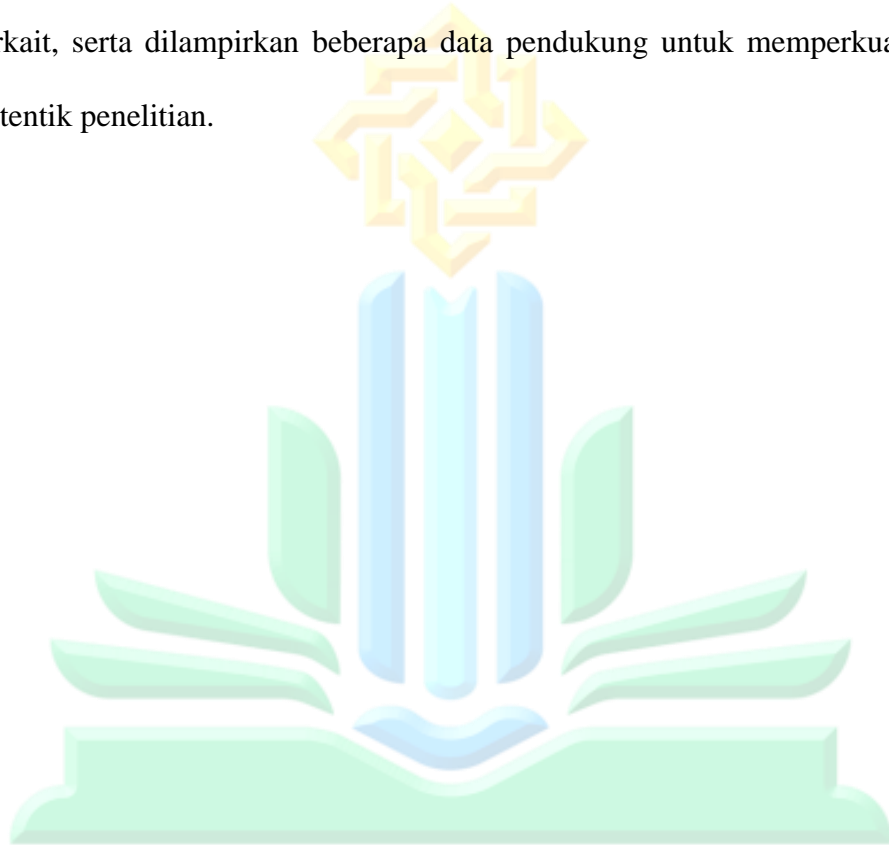 rkait, serta dilampirkan beberapa data pendukung untuk memperkua
tentik penelitian.